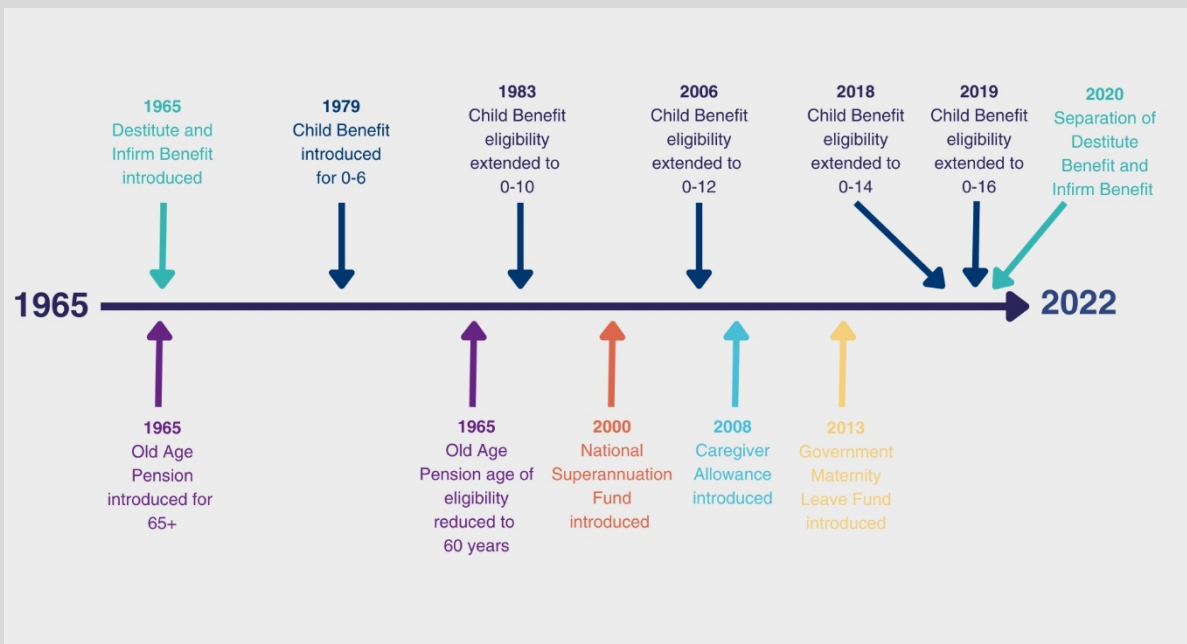 1965
Destitute and
Infirm Benefit
introduced
1979
Child Benefit
introduced
for 0-6
1983
Child Benefit
eligibility
extended to
0-10
2006
Child Benefit
eligibility
extended to
0-12
2018
Child Benefit
eligibility
extended to
0-14
2019
Child Benefit
eligibility
extended to
0-16
2020
Separation of
Destitute
Benefit and
Infirm Benefit
1965
2022
1965
Old Age
Pension
introduced for
65+
1965
Old Age
Pension age of
eligibility
reduced to
60 years
2000
National
Superannuation
Fund
introduced
2008
Caregiver
Allowance
introduced
2013
Government
Maternity
Leave Fund
introduced